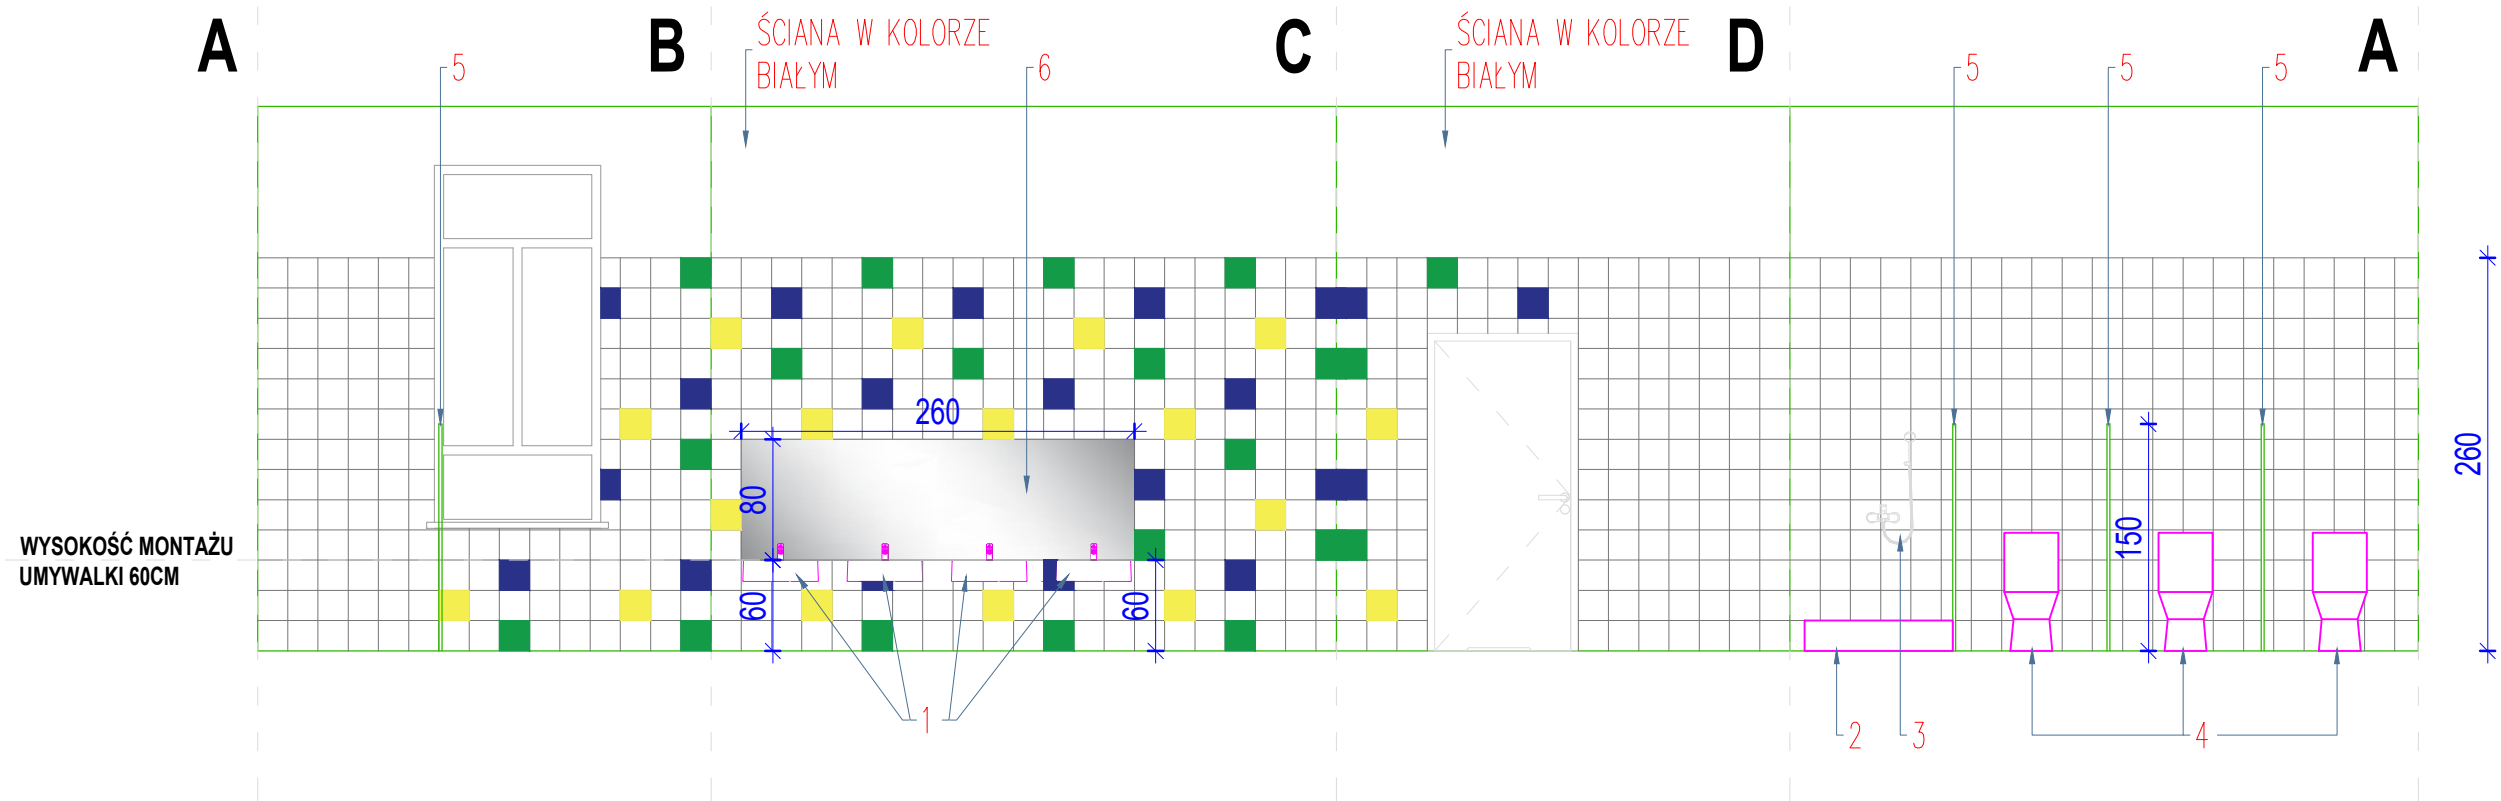 A
B
C
D
A
5
ŚCIANA W KOLORZE
BIAŁYM
6
ŚCIANA W KOLORZE
BIAŁYM
5
5
5
260
80
260
150
WYSOKOŚĆ MONTAŻU
UMYWALKI 60CM
60
60
1
2
3
4